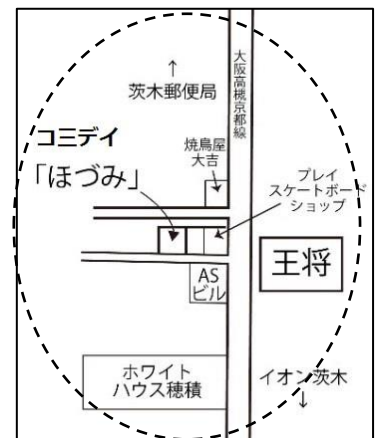 大阪高槻京都線
↑
茨木郵便局
コ三デイ
「ほづみ」
焼鳥屋
大吉
プレイ
スケートボード
ショップ
王将
AS
ビル
ホワイト
ハウス穂積
イオン茨木
↓